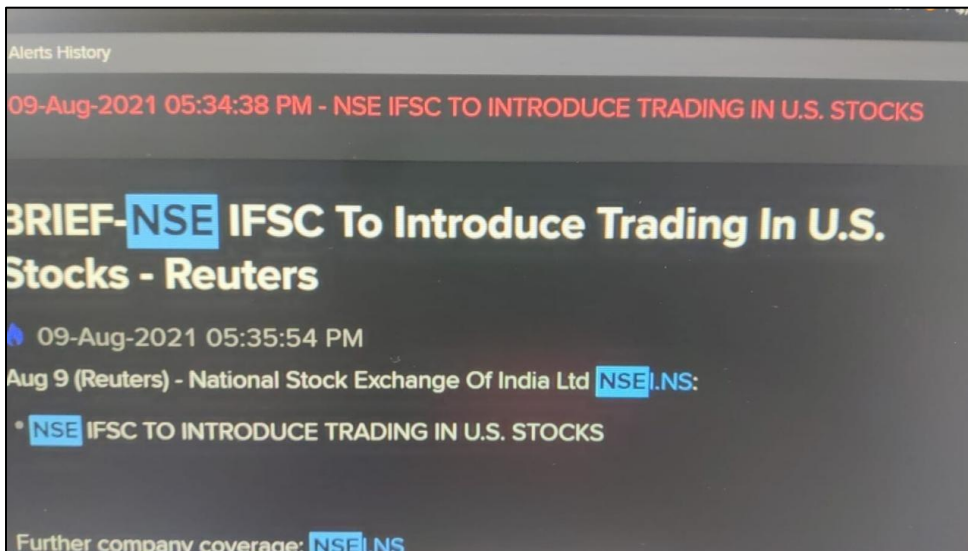 Alerts History
09-Aug-2021 05:34:38 PM - NSE IFSC TO INTRODUCE TRADING IN U.S. STOCKS
BRIEF-NSE IFSC To Introduce Trading In U.S.
Stocks - Reuters
09-Aug-2021 05:35:54 PM
Aug 9 (Reuters) - National Stock Exchange Of India Ltd NSEI.NS:
* NSE IFSC TO INTRODUCE TRADING IN U.S. STOCKS
Further company coverage: NSEI.NS